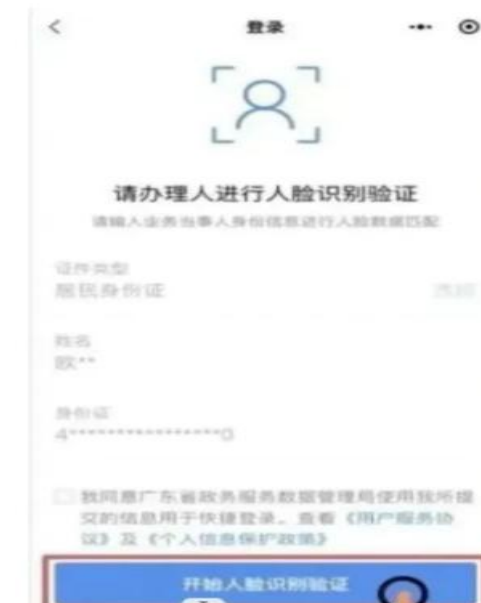 登录
请办理人进行人脸识别验证
请输入业务当事人身份信息进行人脸数据匹配
证件类型
居民身份证
姓名
欧**
身份证
4****************0
我同意广东省政务服务数据管理局使用我所提
交的信息用于快捷登录。查看《用户服务协
议》及《个人信息保护政策》
开始人脸识别验证